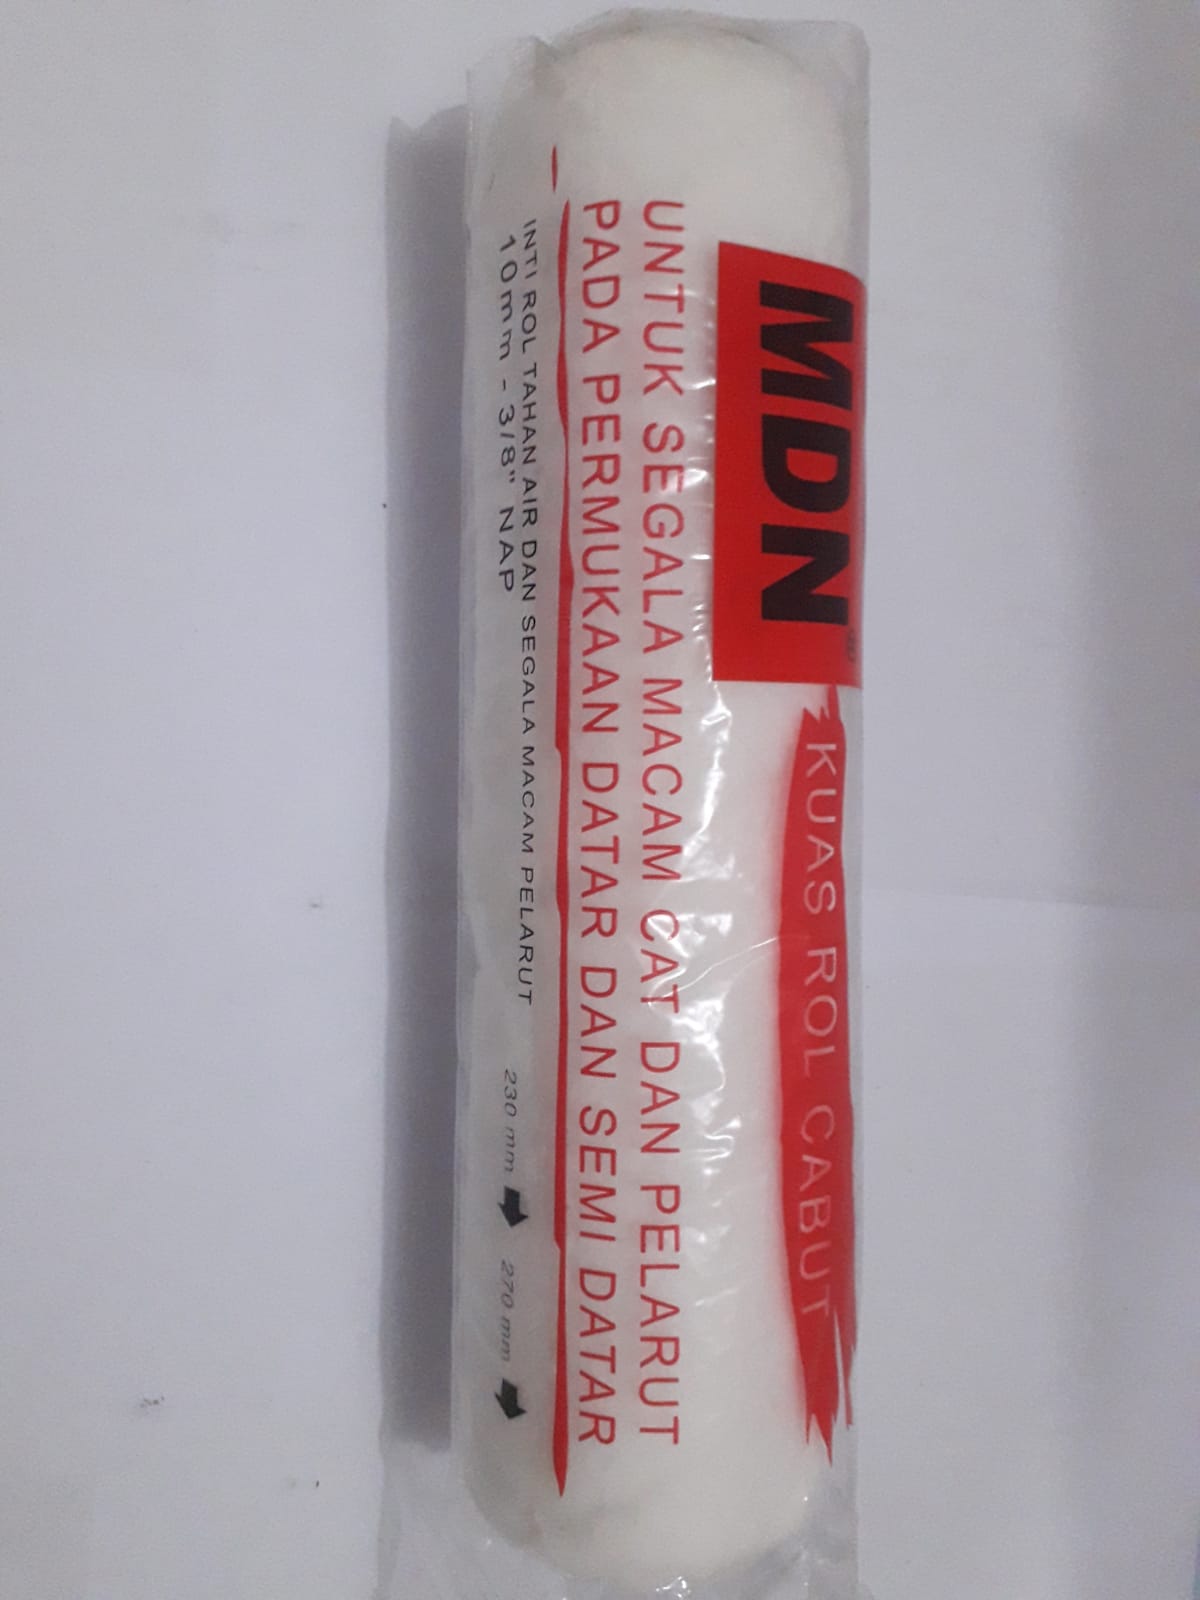 MDN®
KUAS ROL CABUT
UNTUK SEGALA MACAM CAT DAN PELARUT
PADA PERMUKAAN DATAR DAN SEMI DATAR
INTI ROL TAHAN AIR DAN SEGALA MACAM PELARUT
10mm - 3/8" NAP
230 mm
270 mm